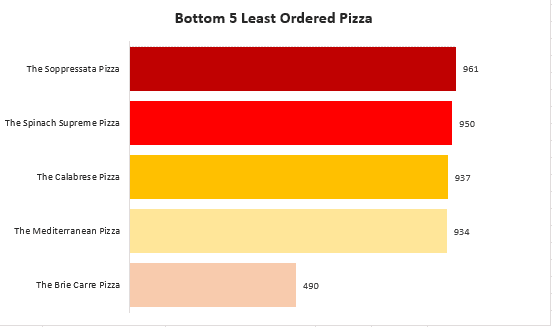 Bottom 5 Least Ordered Pizza
The Soppressata Pizza 961
The Spinach Supreme Pizza 950
The Calabrese Pizza 937
The Mediterranean Pizza 934
The Brie Carre Pizza 490